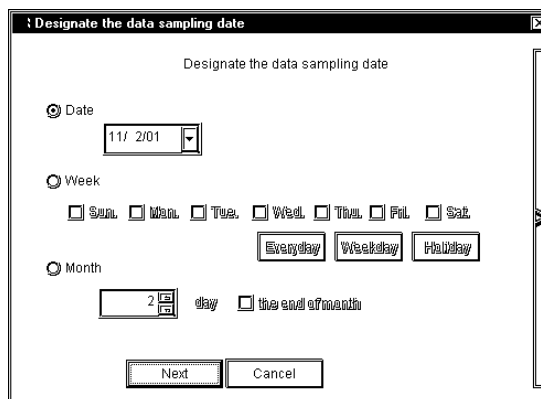 Designate the data sampling date
Designate the data sampling date
Date
11/ 2/01
Week
Sun. Mon. Tue. Wed. Thu. Fri. Sat.
Everyday Weekday Holiday
Month
2 day the end of month
Next Cancel